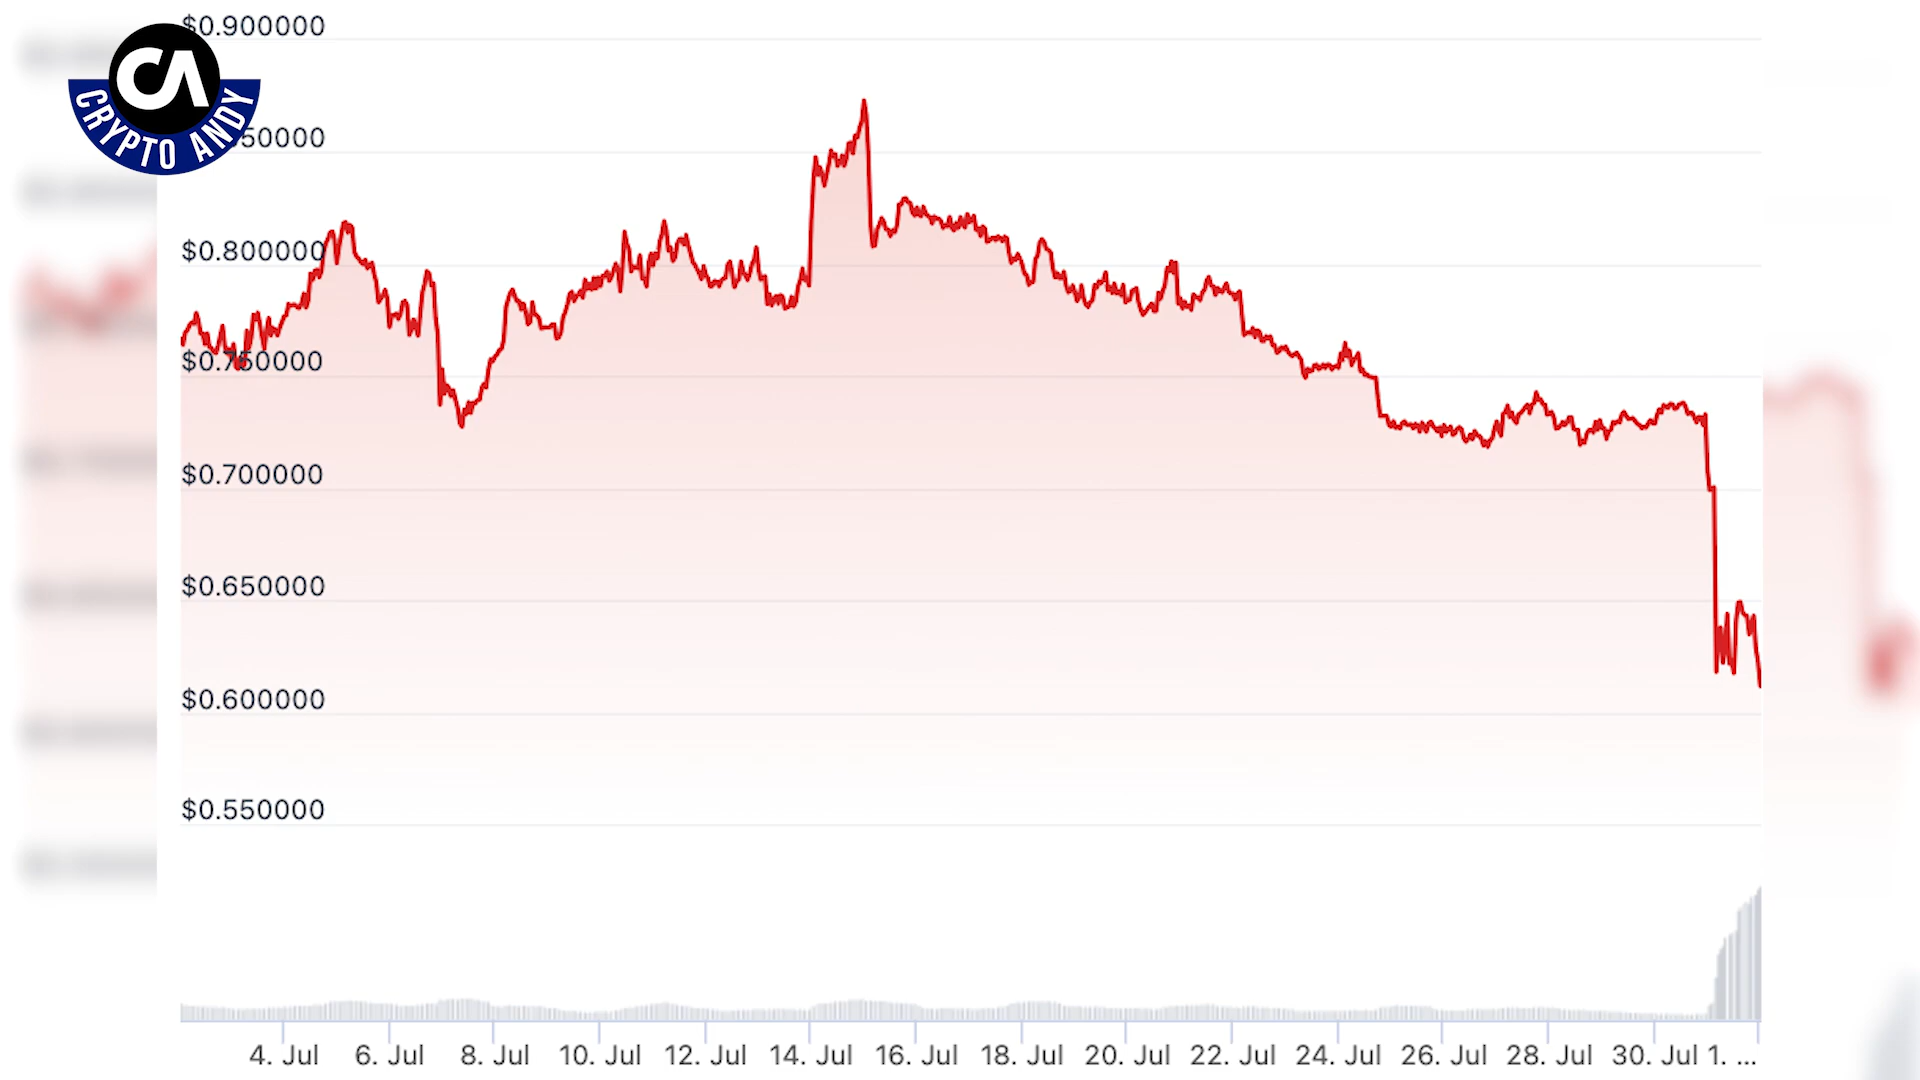 $0.900000
CA
CRYPTO ANDY
50000
$0.800000
$0.750000
$0.700000
$0.650000
$0.600000
$0.550000
4. Jul 6. Jul 8. Jul 10. Jul 12. Jul 14. Jul 16. Jul 18. Jul 20. Jul 22. Jul 24. Jul 26. Jul 28. Jul 30. Jul 1. ...